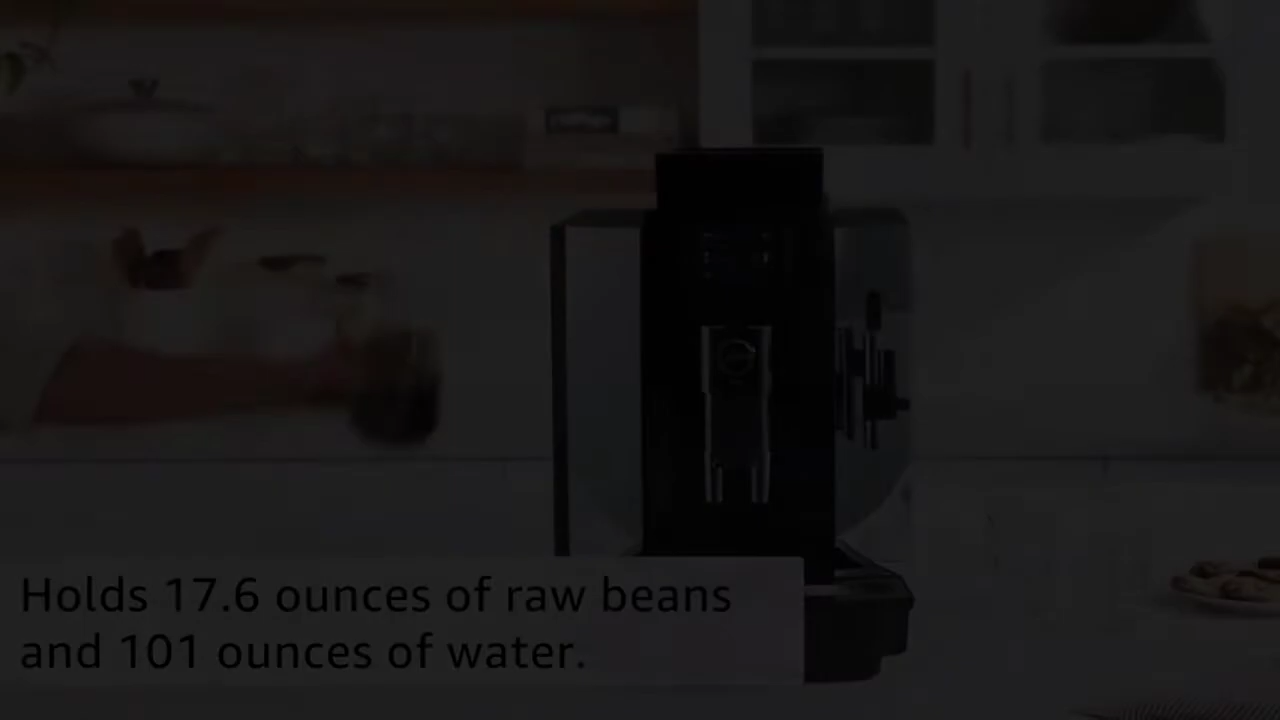 Holds 17.6 ounces of raw beans
and 101 ounces of water.